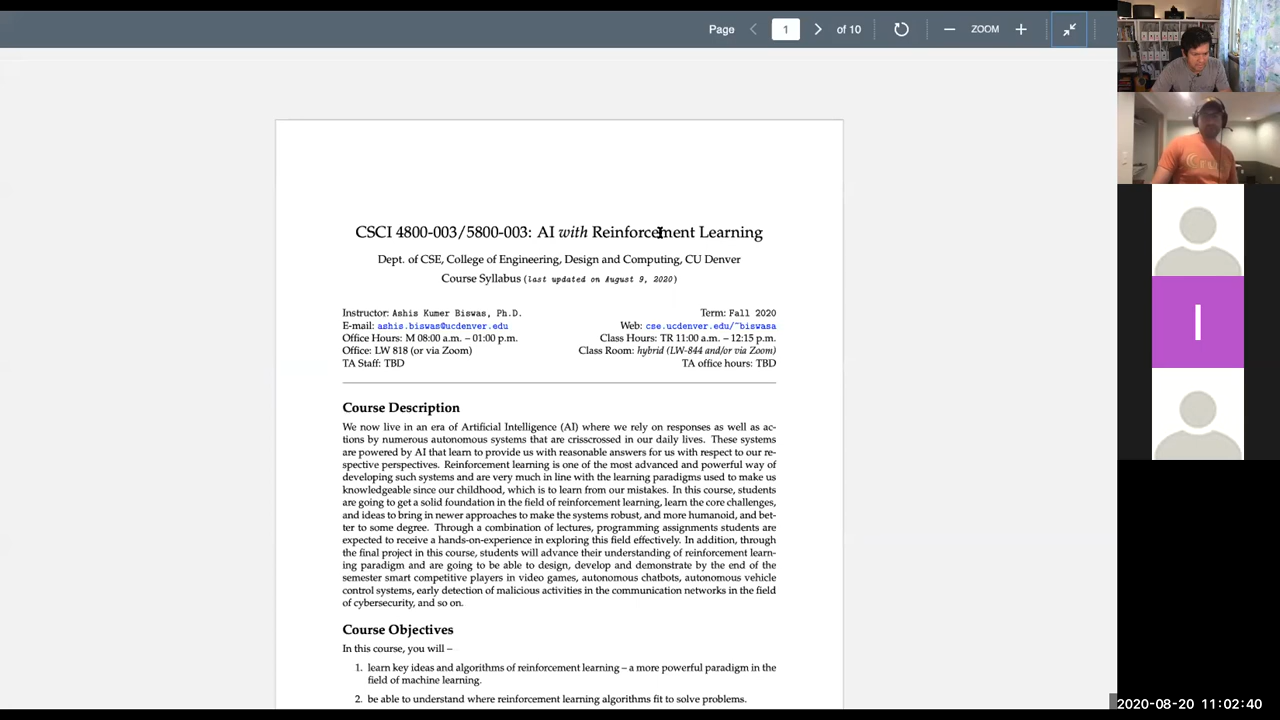 Page 1 of 10 ZOOM
CSCI 4800-003/5800-003: AI with Reinforcement Learning
Dept. of CSE, College of Engineering, Design and Computing, CU Denver
Course Syllabus (last updated on August 9, 2020)
Instructor: Ashis Kumer Biswas, Ph.D. Term: Fall 2020
E-mail: ashis.biswas@ucdenver.edu Web: cse.ucdenver.edu/~biswasa
Office Hours: M 08:00 a.m. – 01:00 p.m. Class Hours: TR 11:00 a.m. – 12:15 p.m.
Office: LW 818 (or via Zoom) Class Room: hybrid (LW-844 and/or via Zoom)
TA Staff: TBD TA office hours: TBD
Course Description
We now live in an era of Artificial Intelligence (AI) where we rely on responses as well as ac-
tions by numerous autonomous systems that are crisscrossed in our daily lives. These systems
are powered by AI that learn to provide us with reasonable answers for us with respect to our re-
spective perspectives. Reinforcement learning is one of the most advanced and powerful way of
developing such systems and are very much in line with the learning paradigms used to make us
knowledgeable since our childhood, which is to learn from our mistakes. In this course, students
are going to get a solid foundation in the field of reinforcement learning, learn the core challenges,
and ideas to bring in newer approaches to make the systems robust, and more humanoid, and bet-
ter to some degree. Through a combination of lectures, programming assignments students are
expected to receive a hands-on-experience in exploring this field effectively. In addition, through
the final project in this course, students will advance their understanding of reinforcement learn-
ing paradigm and are going to be able to design, develop and demonstrate by the end of the
semester smart competitive players in video games, autonomous chatbots, autonomous vehicle
control systems, early detection of malicious activities in the communication networks in the field
of cybersecurity, and so on.
Course Objectives
In this course, you will –
1. learn key ideas and algorithms of reinforcement learning – a more powerful paradigm in the
field of machine learning.
2. be able to understand where reinforcement learning algorithms fit to solve problems.
I
2020-08-20 11:02:40